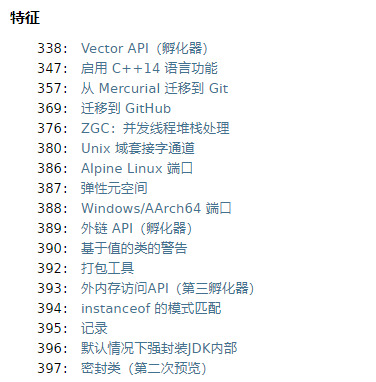 特征
338： Vector API（孵化器）
347： 启用 C++14 语言功能
357： 从 Mercurial 迁移到 Git
369： 迁移到 GitHub
376： ZGC：并发线程堆栈处理
380： Unix 域套接字通道
386： Alpine Linux 端口
387： 弹性元空间
388： Windows/AArch64 端口
389： 外链 API（孵化器）
390： 基于值的类的警告
392： 打包工具
393： 外内存访问API（第三孵化器）
394： instanceof 的模式匹配
395： 记录
396： 默认情况下强封装JDK内部
397： 密封类（第二次预览）